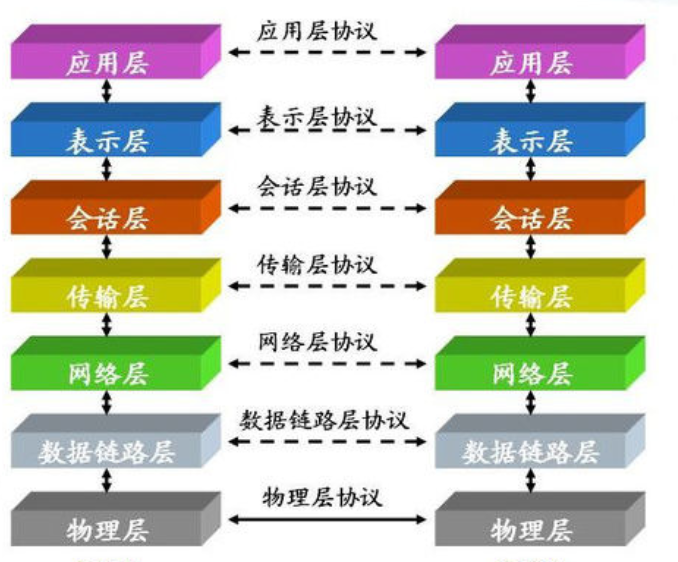 应用层协议
应用层
应用层
表示层协议
表示层
表示层
会话层协议
会话层
会话层
传输层协议
传输层
传输层
网络层协议
网络层
网络层
数据链路层协议
数据链路层
数据链路层
物理层协议
物理层
物理层